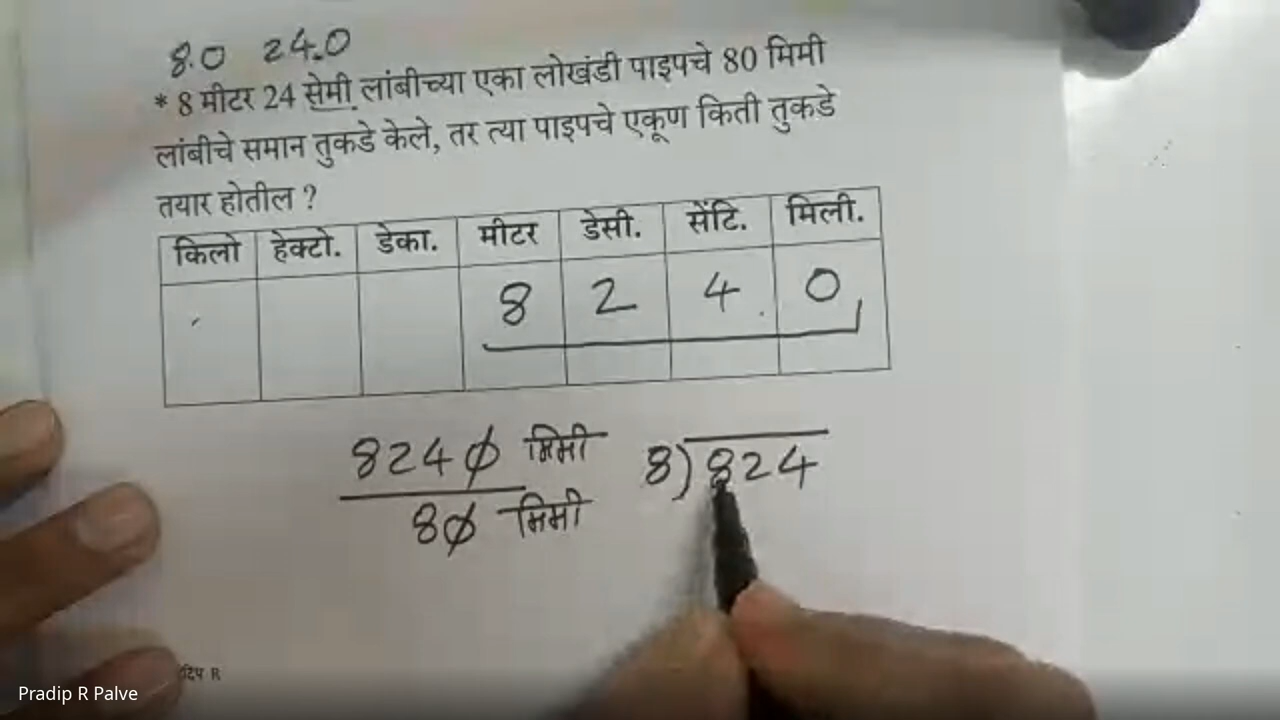 8.0 24.0
* 8 मीटर 24 सेमी लांबीच्या एका लोखंडी पाइपचे 80 मिमी
लांबीचे समान तुकडे केले, तर त्या पाइपचे एकूण किती तुकडे
तयार होतील ?
किलो हेक्टो. डेका. मीटर डेसी. सेंटि. मिली.
8 2 4 0
8240 मिमी
80 मिमी
8)824
R
Pradip R Palve